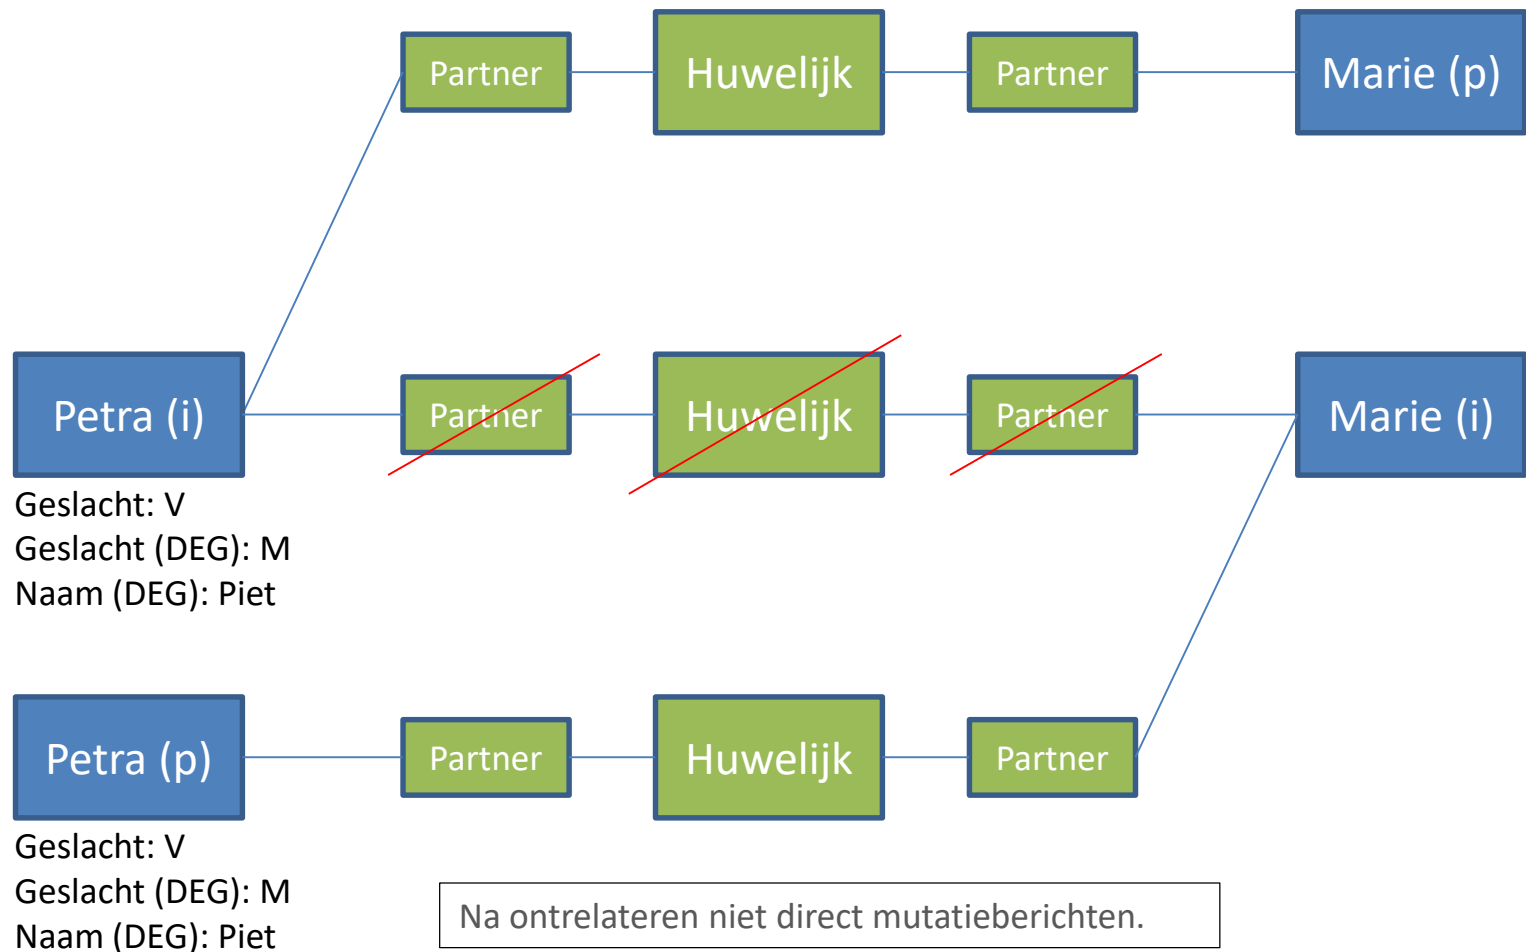 Partner
Huwelijk
Partner
Marie (p)
Petra (i)
Partner
Huwelijk
Partner
Marie (i)
Geslacht: V
Geslacht (DEG): M
Naam (DEG): Piet
Petra (p)
Partner
Huwelijk
Partner
Geslacht: V
Geslacht (DEG): M
Naam (DEG): Piet
Na ontrelateren niet direct mutatieberichten.